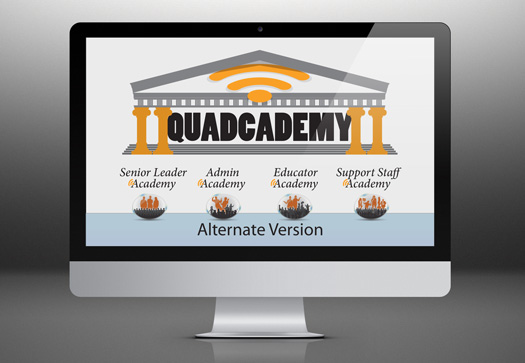 QUADCADEMY
Senior Leader
Academy
Admin
Academy
Educator
Academy
Support Staff
Academy
Alternate Version